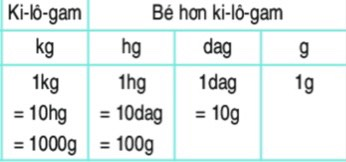 Ki-lô-gam Bé hơn ki-lô-gam
kg hg dag g
1kg 1hg 1dag 1g
= 10hg = 10dag = 10g
= 1000g = 100g